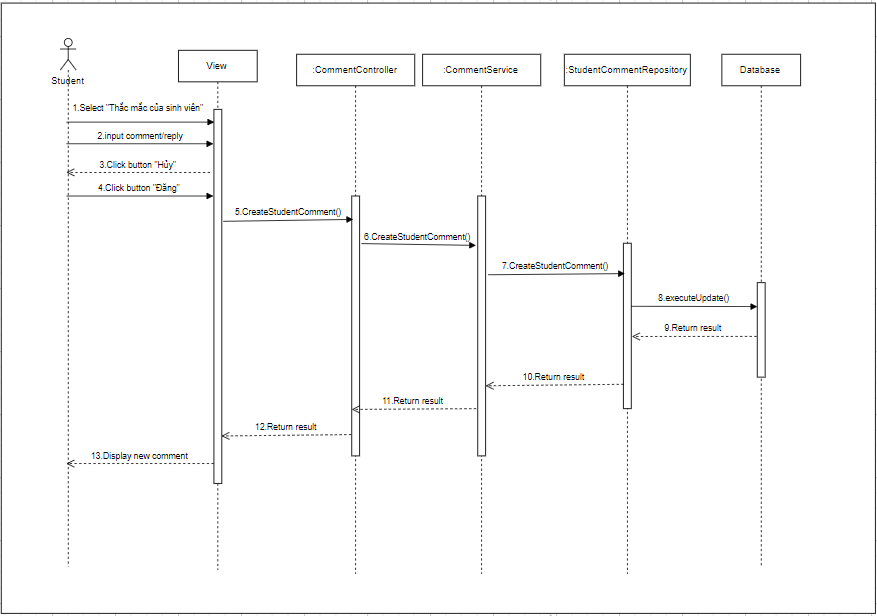 Student
View
:CommentController
:CommentService
:StudentCommentRepository
Database
1.Select "Thắc mắc của sinh viên"
2.input comment/reply
3.Click button "Hủy"
4.Click button "Đăng"
5.CreateStudentComment()
6.CreateStudentComment()
7.CreateStudentComment()
8.executeUpdate()
9.Return result
10.Return result
11.Return result
12.Return result
13.Display new comment